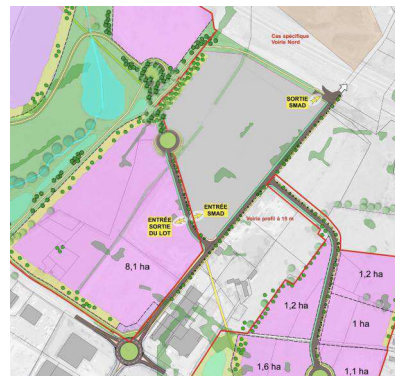 Cas spécifique
Voirie Nord
SORTIE
SMAD
ENTRÉE
SMAD
ENTRÉE
SORTIE
DU LOT
Voirie profil à 15 m
8,1 ha
1,2 ha
1,2 ha
1 ha
1,6 ha
1,1 ha